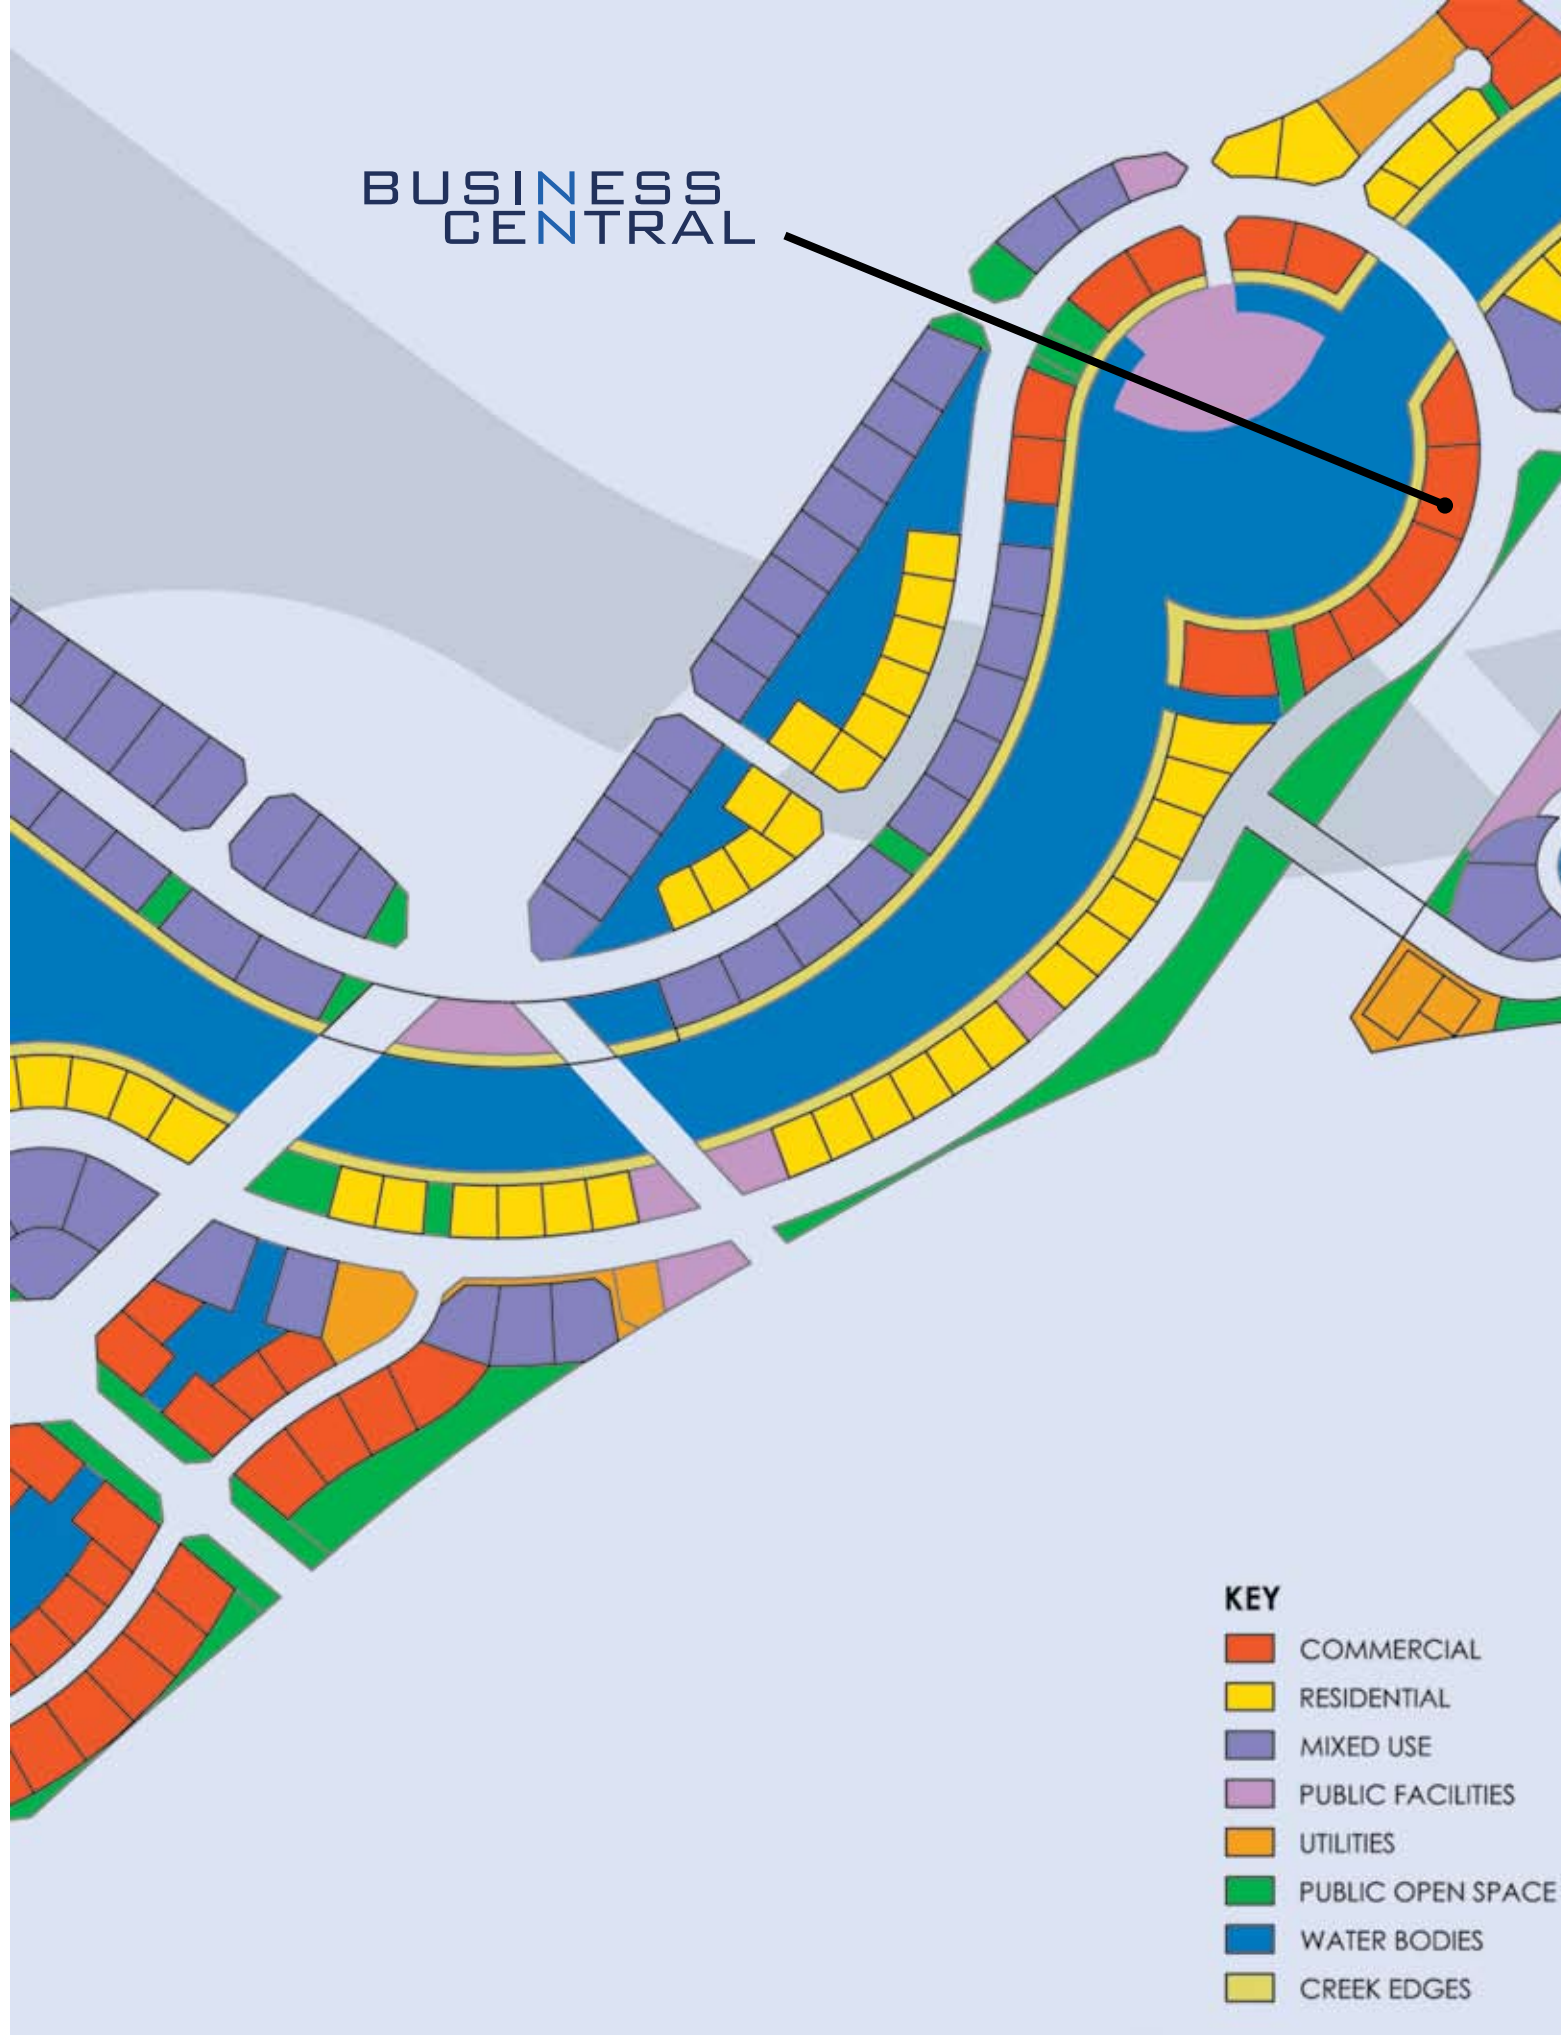 BUSINESS
CENTRAL
KEY
COMMERCIAL
RESIDENTIAL
MIXED USE
PUBLIC FACILITIES
UTILITIES
PUBLIC OPEN SPACE
WATER BODIES
CREEK EDGES